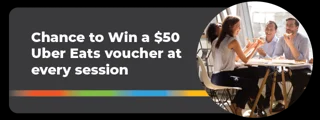 Chance to Win a $50
Uber Eats voucher at
every session